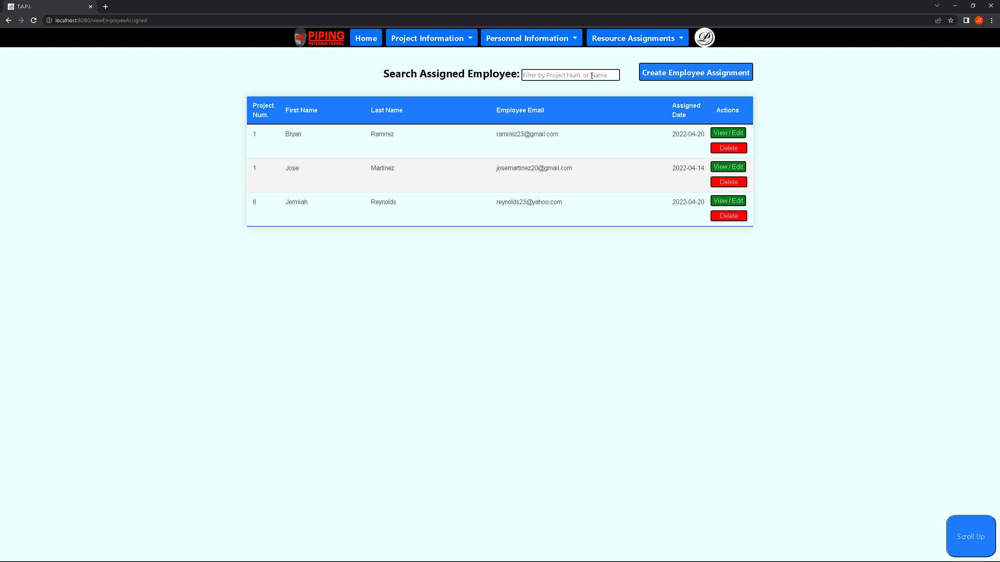 T.A.P.I.
localhost:8080/viewEmployeeAssigned
JZ
PIPING
INTERNATIONAL
Home
Project Information
Personnel Information
Resource Assignments
Search Assigned Employee:
Filter by Project Num. or Name
Create Employee Assignment
Project Num. First Name Last Name Employee Email Assigned Date Actions
1 Bryan Ramirez ramirez23@gmail.com 2022-04-20 View / Edit
Delete
1 Jose Martinez josemartinez20@gmail.com 2022-04-14 View / Edit
Delete
8 Jermiah Reynolds reynolds23@yahoo.com 2022-04-20 View / Edit
Delete
Scroll Up